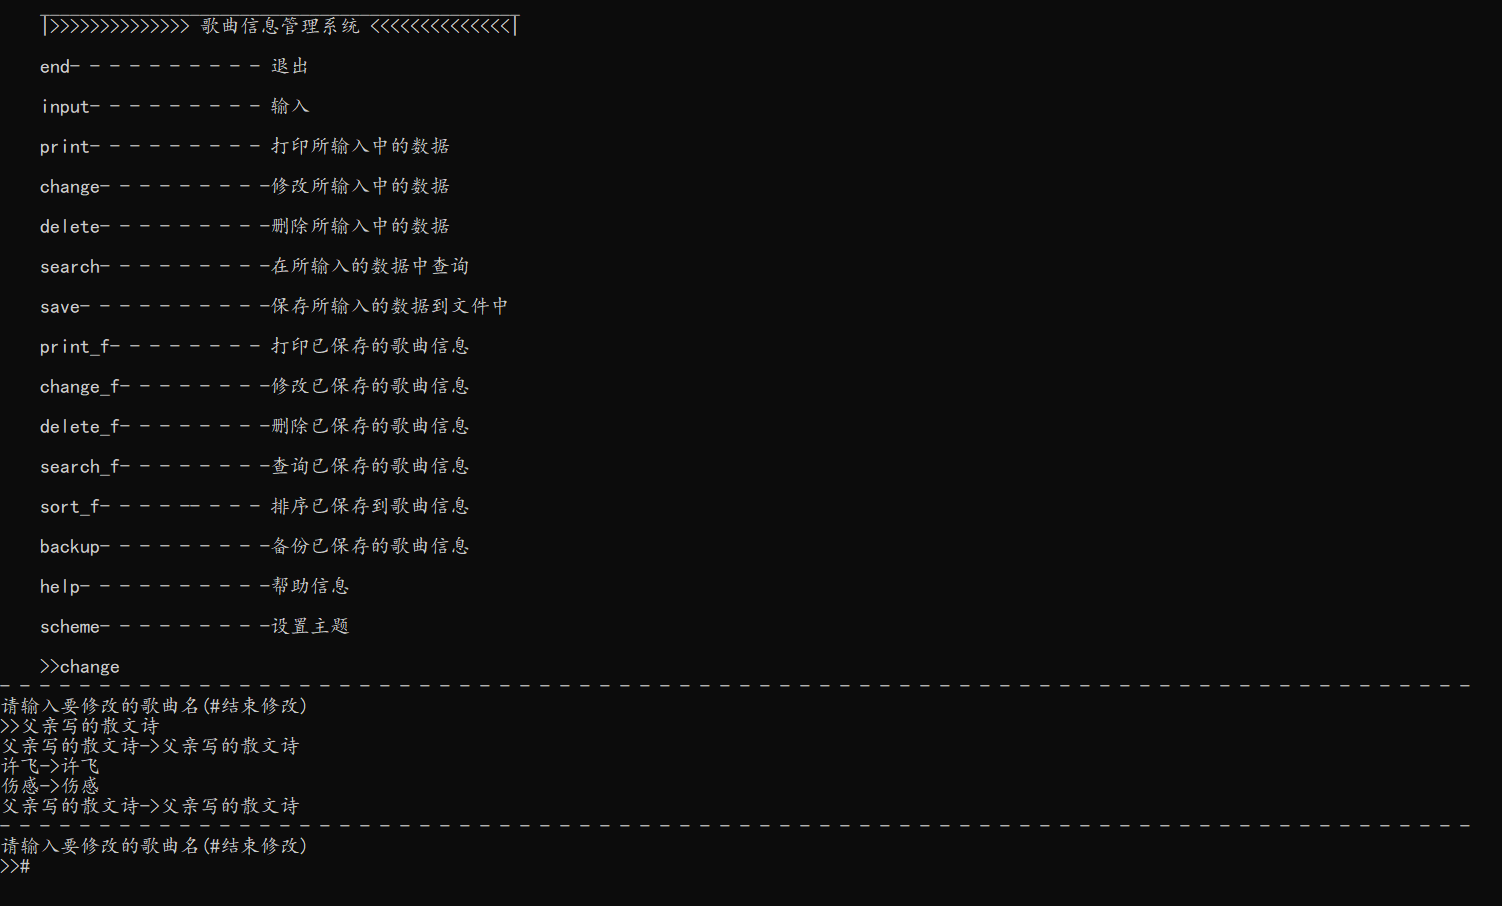 |>>>>>>>>>>>>>> 歌曲信息管理系统 <<<<<<<<<<<<<<|
end- - - - - - - - - - 退出
input- - - - - - - - - 输入
print- - - - - - - - - 打印所输入中的数据
change- - - - - - - - -修改所输入中的数据
delete- - - - - - - - -删除所输入中的数据
search- - - - - - - - -在所输入的数据中查询
save- - - - - - - - - -保存所输入的数据到文件中
print_f- - - - - - - - 打印已保存的歌曲信息
change_f- - - - - - - -修改已保存的歌曲信息
delete_f- - - - - - - -删除已保存的歌曲信息
search_f- - - - - - - -查询已保存的歌曲信息
sort_f- - - - -- - - - 排序已保存到歌曲信息
backup- - - - - - - - -备份已保存的歌曲信息
help- - - - - - - - - -帮助信息
scheme- - - - - - - - -设置主题
>>change
- - - - - - - - - - - - - - - - - - - - - - - - - - - - - - - - - - - - - - - - - - - - - - - - - - - - - - - - - - - - - - - - - - - - - - - - - -
请输入要修改的歌曲名(#结束修改)
>>父亲写的散文诗
父亲写的散文诗->父亲写的散文诗
许飞->许飞
伤感->伤感
父亲写的散文诗->父亲写的散文诗
- - - - - - - - - - - - - - - - - - - - - - - - - - - - - - - - - - - - - - - - - - - - - - - - - - - - - - - - - - - - - - - - - - - - - - - - - -
请输入要修改的歌曲名(#结束修改)
>>#